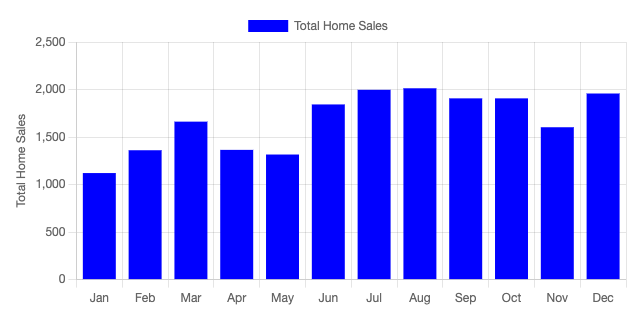 Total Home Sales
2,500
2,000
1,500
1,000
500
0
Total Home Sales
Jan Feb Mar Apr May Jun Jul Aug Sep Oct Nov Dec